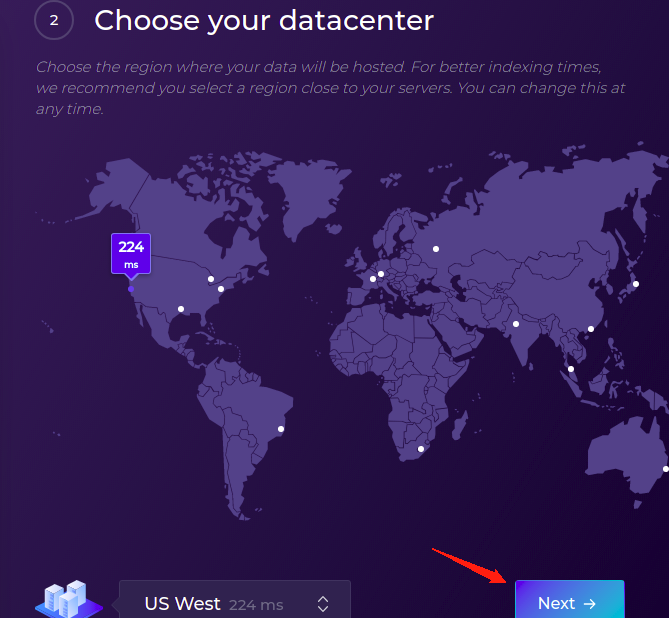 2
Choose your datacenter
Choose the region where your data will be hosted. For better indexing times,
we recommend you select a region close to your servers. You can change this at
any time.
224
ms
US West 224 ms
Next →